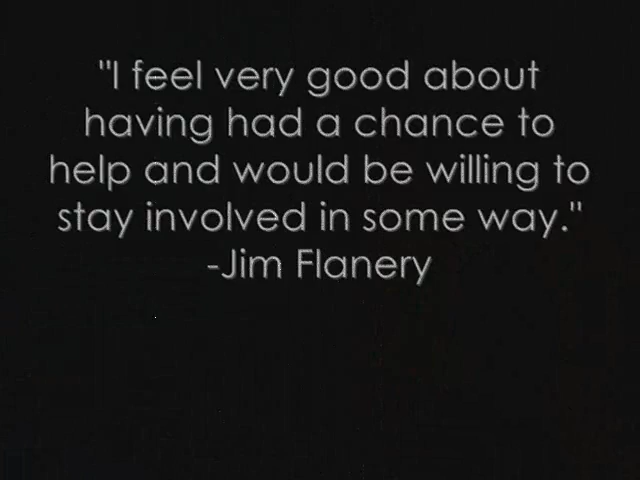 "I feel very good about
having had a chance to
help and would be willing to
stay involved in some way."
-Jim Flanery